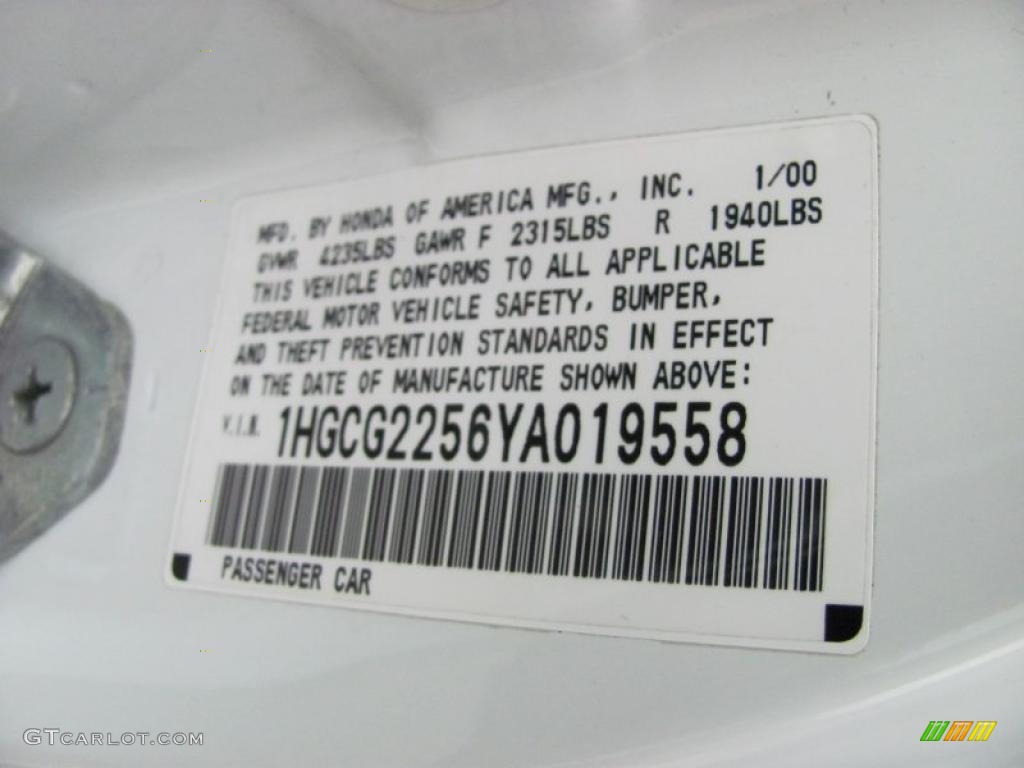 MFD. BY HONDA OF AMERICA MFG., INC. 1/00
GVWR 4235LBS GAWR F 2315LBS R 1940LBS
THIS VEHICLE CONFORMS TO ALL APPLICABLE
FEDERAL MOTOR VEHICLE SAFETY, BUMPER,
AND THEFT PREVENTION STANDARDS IN EFFECT
ON THE DATE OF MANUFACTURE SHOWN ABOVE:
V.I.N. 1HGCG2256YA019558
PASSENGER CAR
GTCARLOT.COM